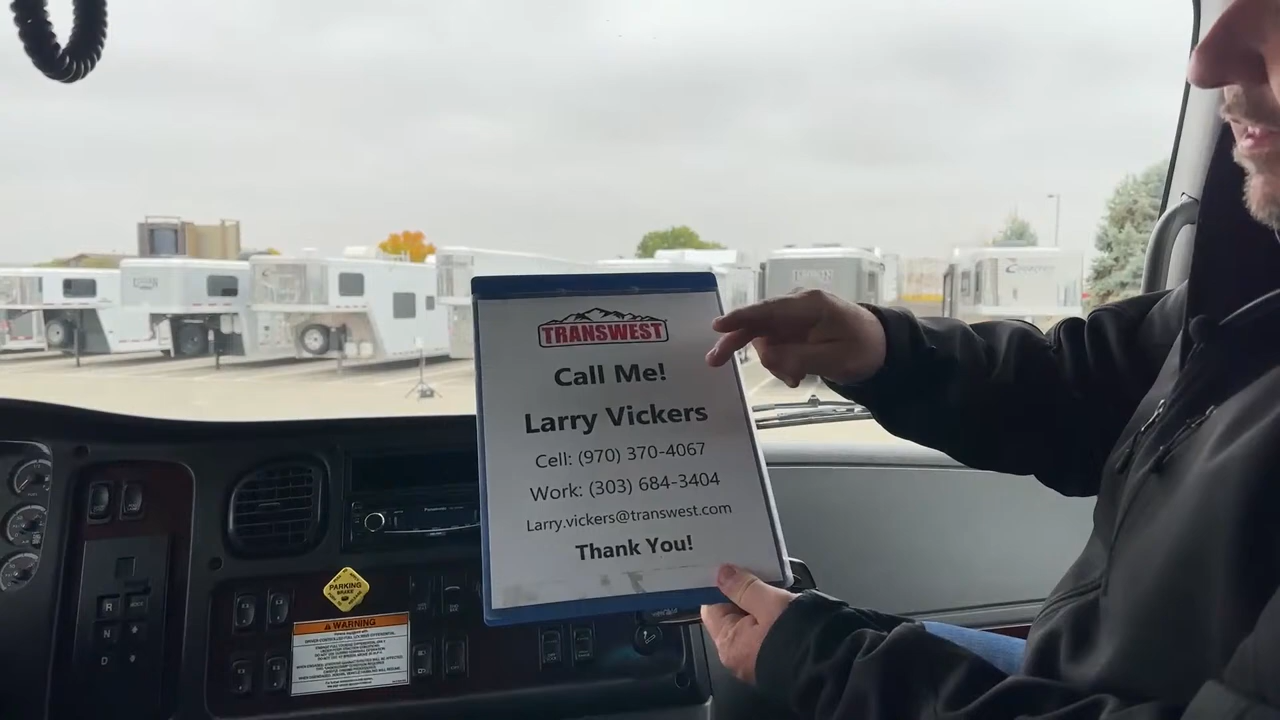 TRANSWEST
Call Me!
Larry Vickers
Cell: (970) 370-4067
Work: (303) 684-3404
Larry.vickers@transwest.com
Thank You!
Panasonic
PARKING
BRAKE
WARNING
R
N
D